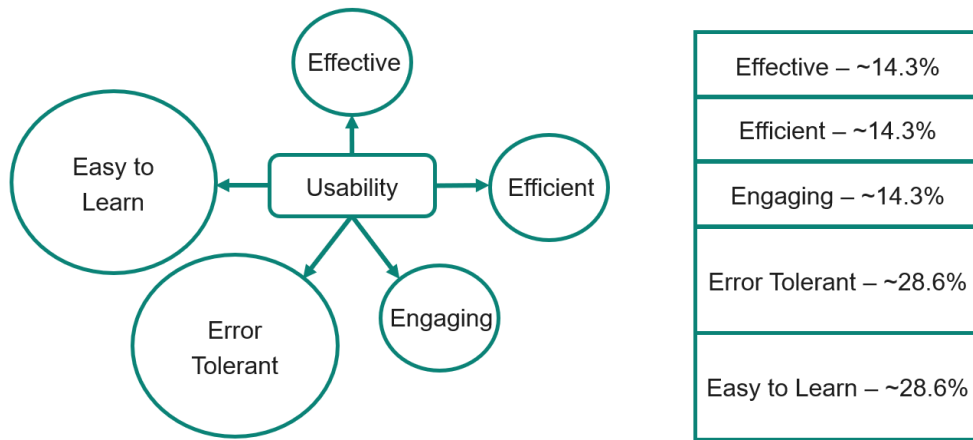 Effective
Easy to
Learn
Usability
Efficient
Error
Tolerant
Engaging
Effective – ~14.3%
Efficient – ~14.3%
Engaging – ~14.3%
Error Tolerant – ~28.6%
Easy to Learn – ~28.6%